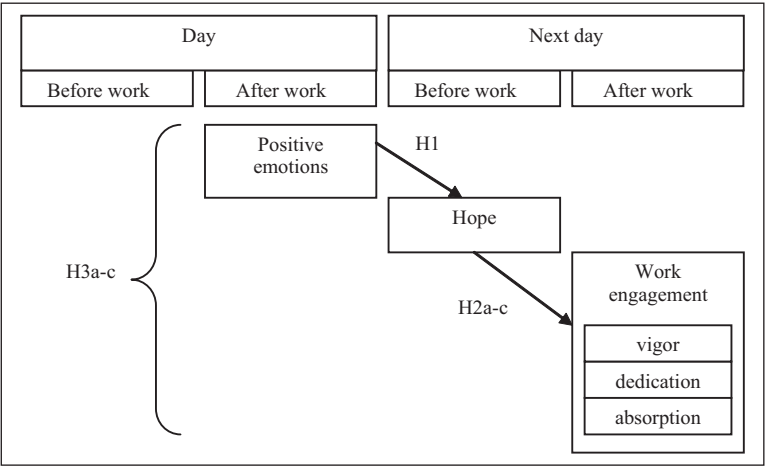 Day
Next day
Before work
After work
Before work
After work
Positive
emotions
H1
Hope
H3a-c
H2a-c
Work
engagement
vigor
dedication
absorption